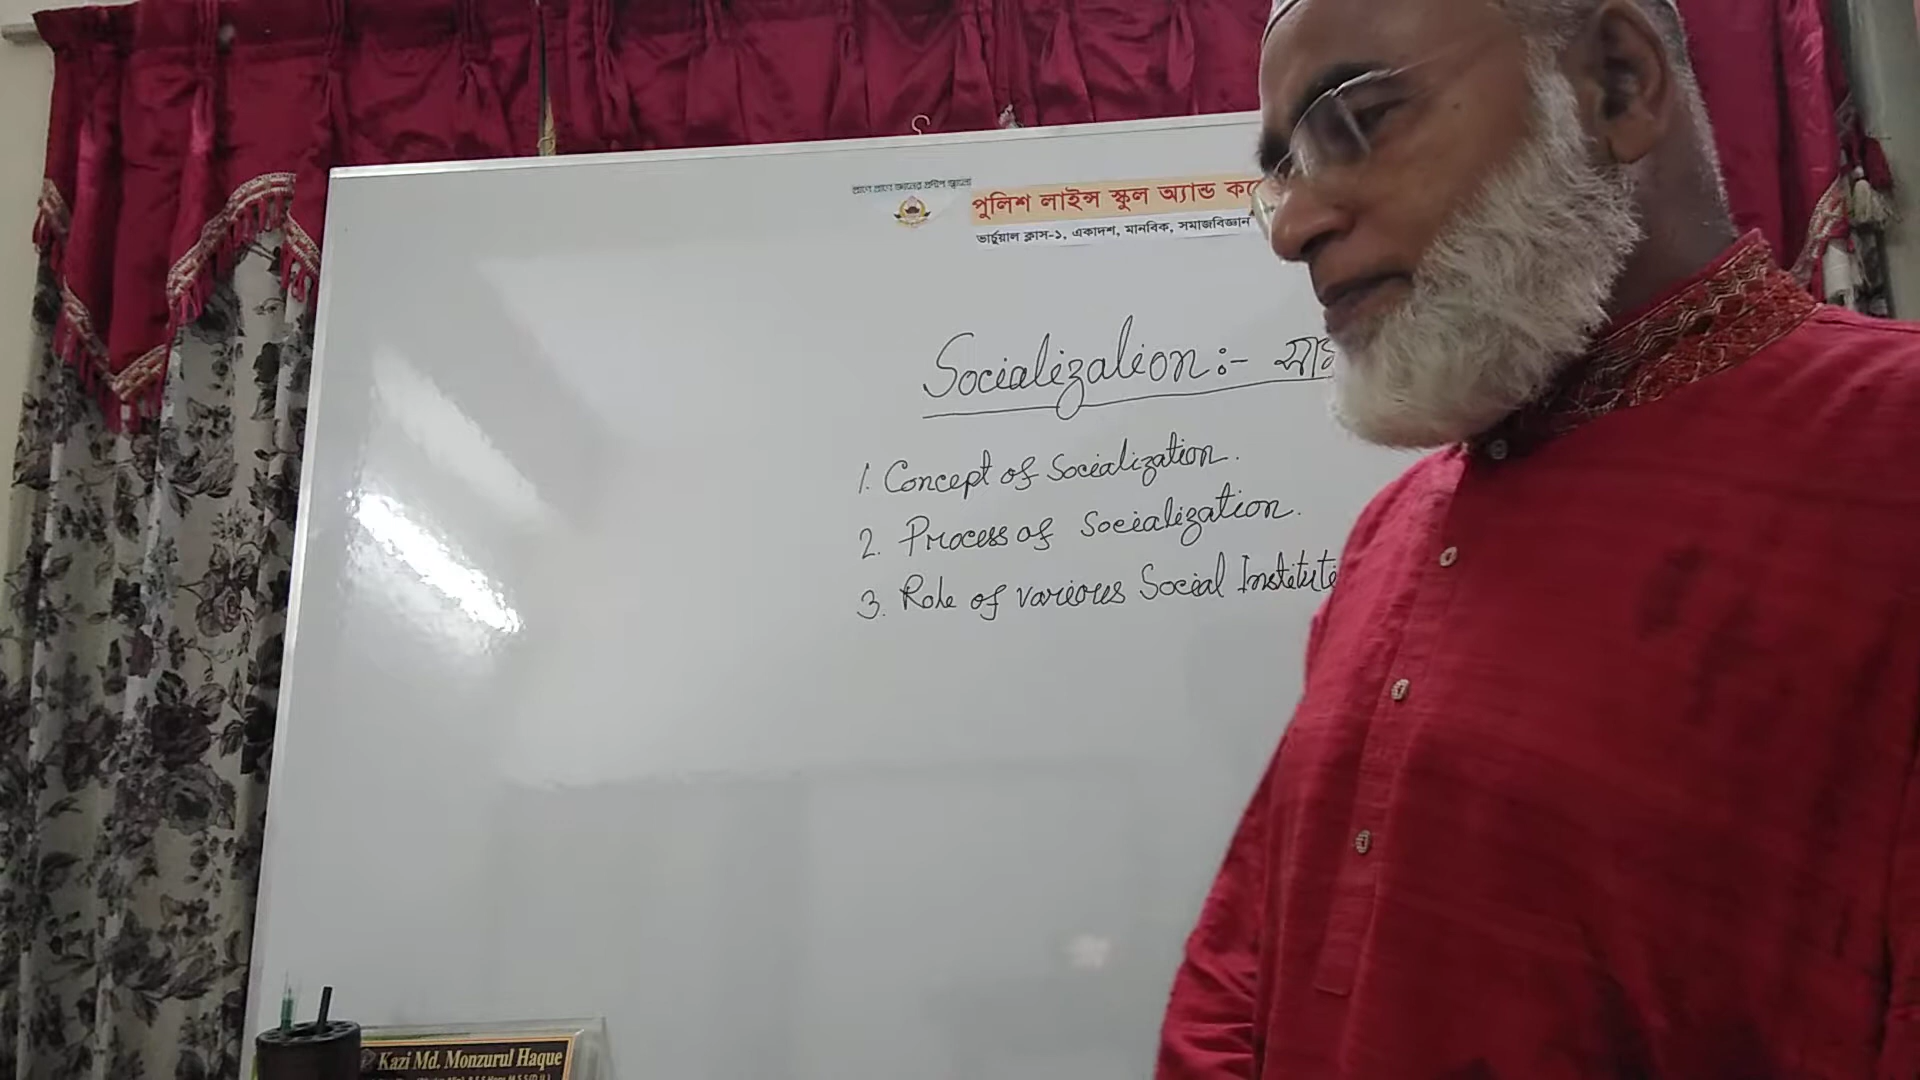 প্রাণে প্রাণে জ্ঞানের প্রদীপ জ্বালো
পুলিশ লাইন্স স্কুল অ্যান্ড
ভার্চুয়াল ক্লাস-১, একাদশ, মানবিক, সমাজবিজ্ঞান
Socialization:-
1. Concept of Socialization.
2. Process of Socialization.
3. Role of various Social
Kazi Md. Monzurul Haque